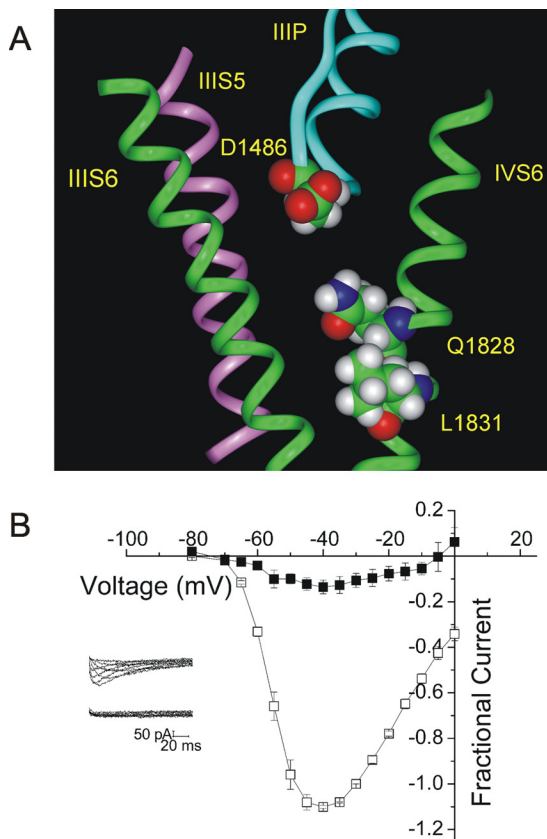 A
IIIP
IIIS5
D1486
IIIS6
IVS6
Q1828
L1831
B
0.2
-100 -80 -60 -40 -20 20
Voltage (mV)
-0.1
-0.4
-0.6
-0.8
-1.0
-1.2
Fractional Current
50 pA
20 ms